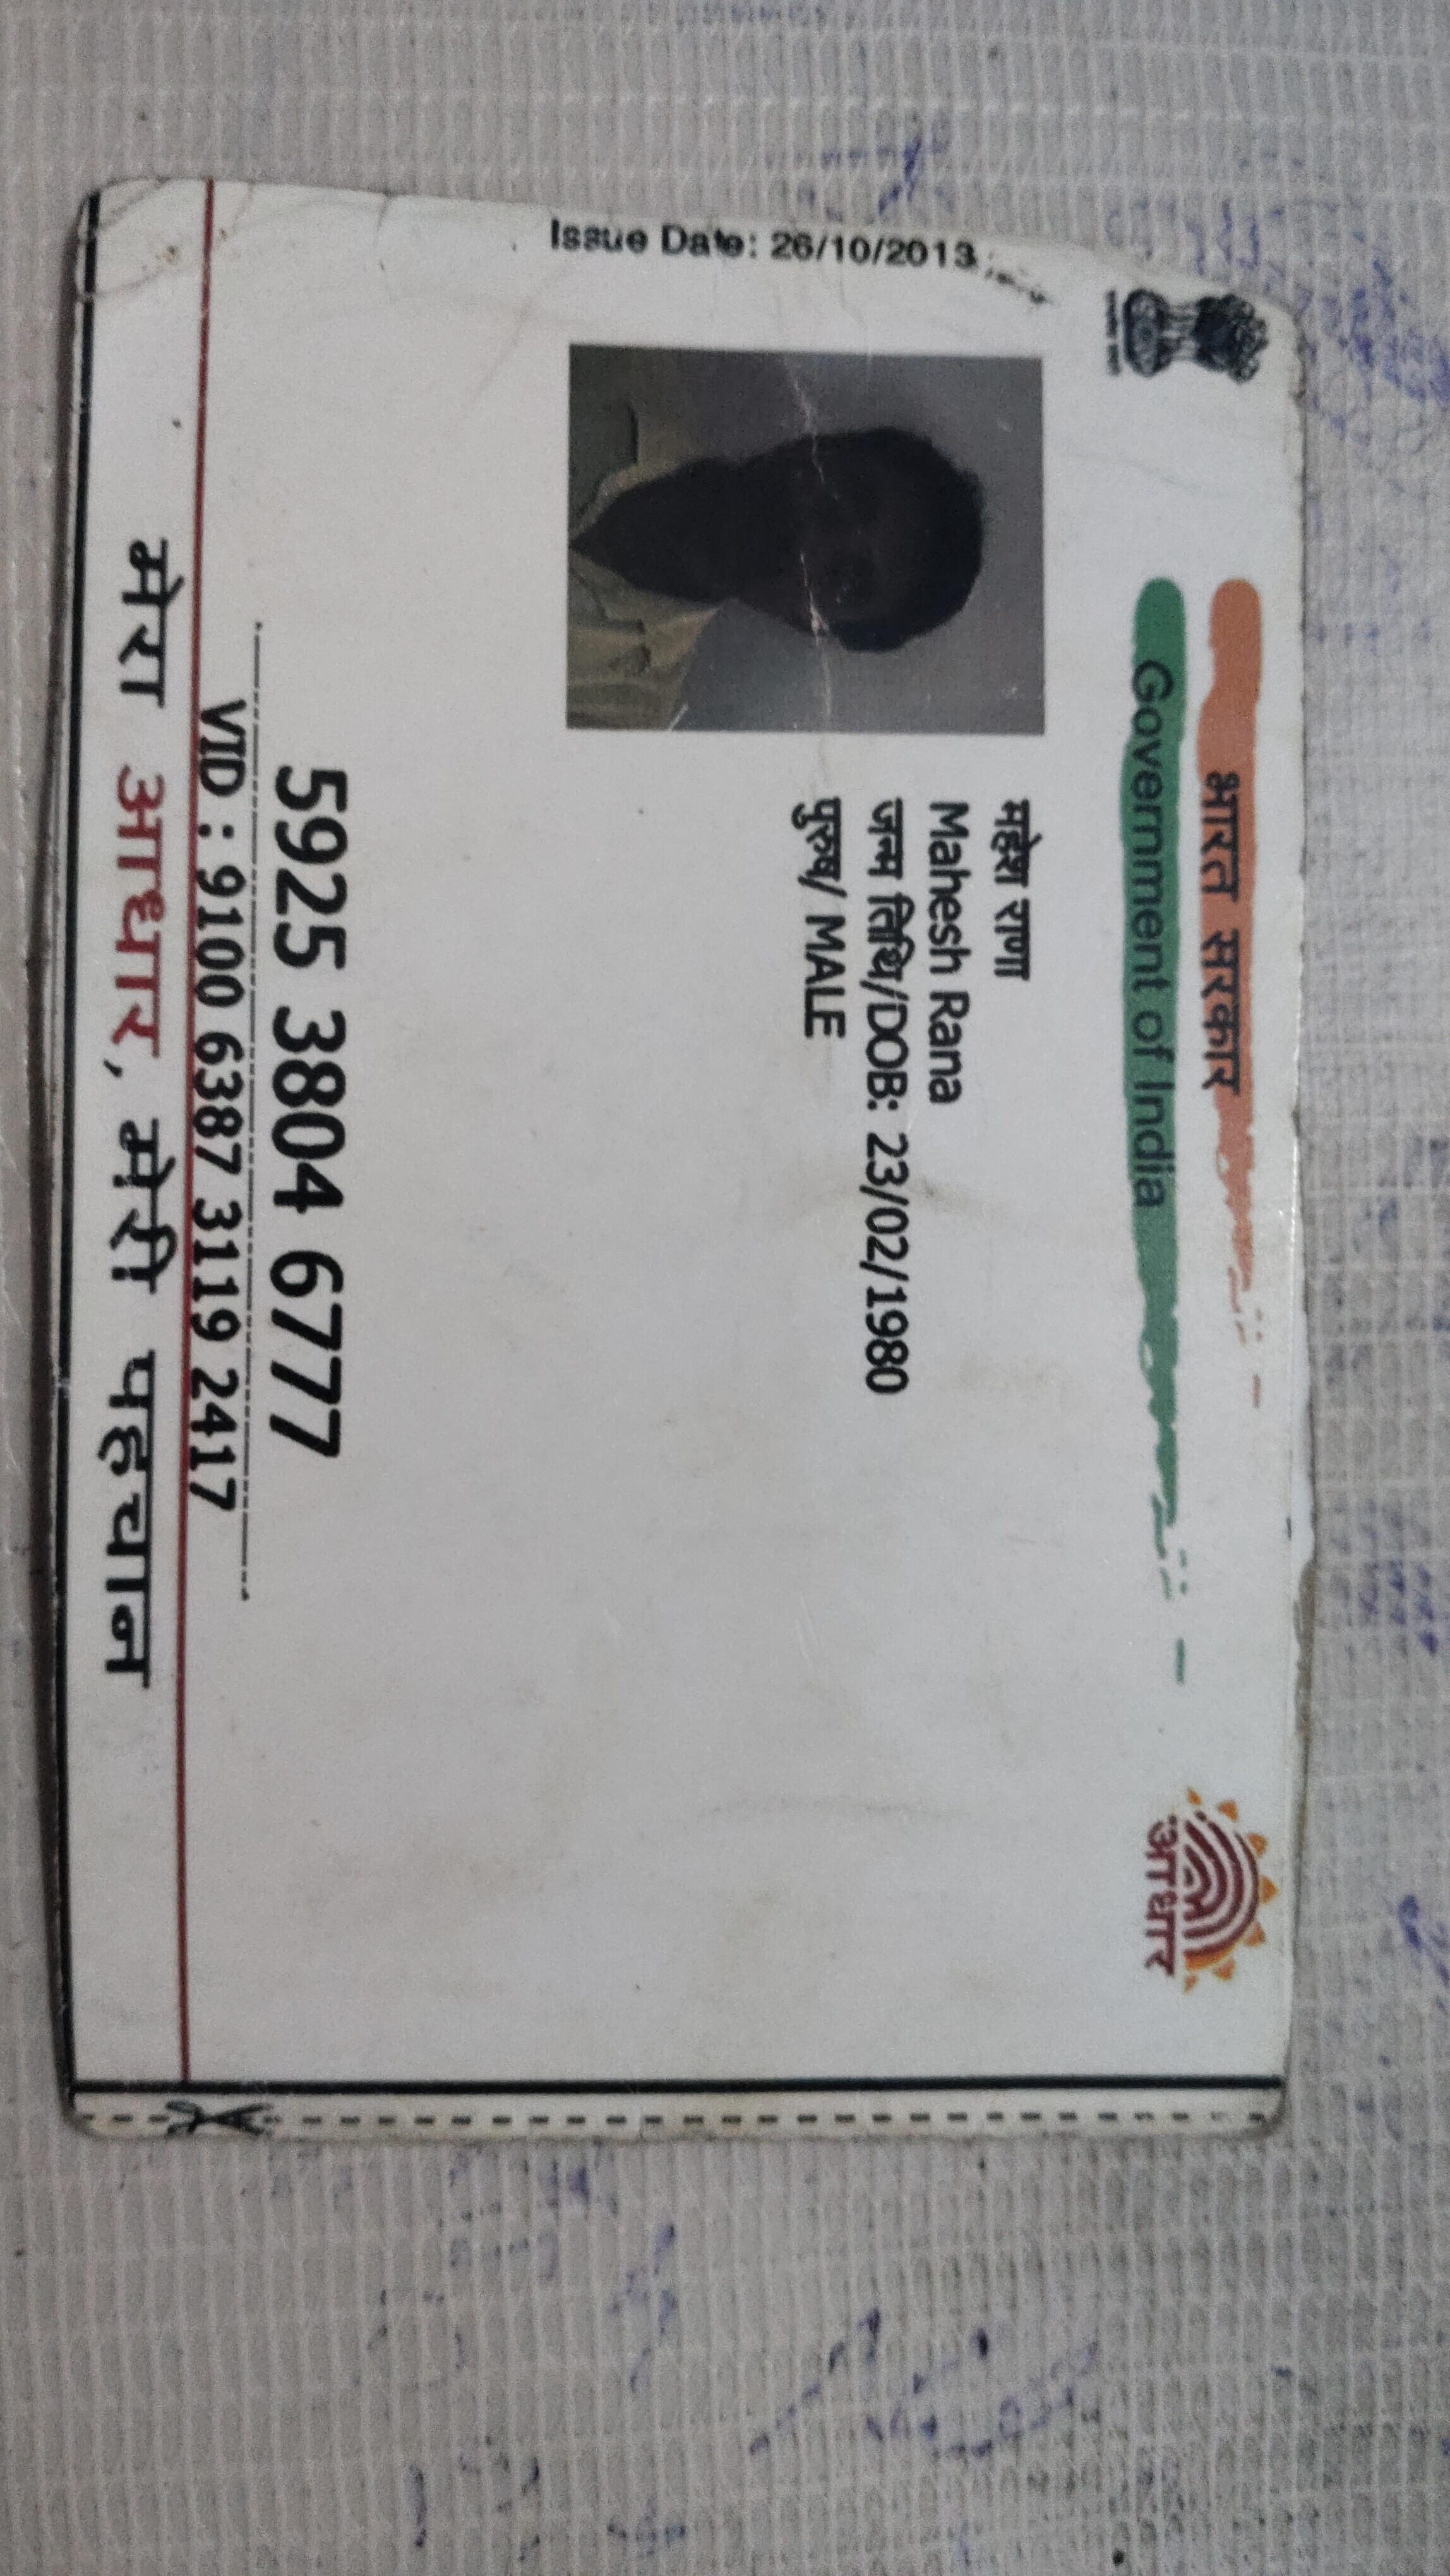 भारत सरकार
Government of India
Issue Date: 26/10/2013
महेश राणा
Mahesh Rana
जन्म तिथि/DOB: 23/02/1980
पुरुष/ MALE
5925 3804 6777
VID : 9100 6387 3119 2417
मेरा आधार, मेरी पहचान
आधार